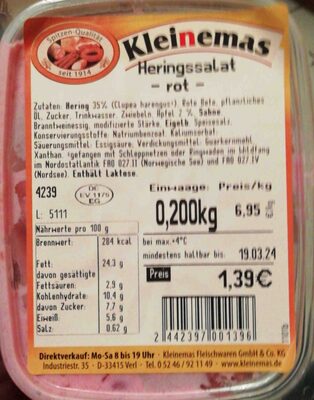 Spitzen-Qualität
seit 1914
Kleinemas
Heringssalat
- rot -
Zutaten: Hering 35% (Clupea harengus¹), Rote Bete, pflanzliches
Öl, Zucker, Trinkwasser, Zwiebeln, Äpfel 7 %, Sahne,
Branntweinessig, modifizierte Stärke, Eigelb, Speisesalz,
Konservierungsstoffe: Natriumbenzoat, Kaliumsorbat;
Säuerungsmittel: Essigsäure, Verdickungsmittel: Guarkernmehl,
Xanthan. ¹gefangen mit Schleppnetzen oder Ringwaden im Wildfang
im Nordostatlantik FAO 027.II (Norwegische See) und FAO 027.IV
(Nordsee). Enthält Laktose.
4239
DE
EV-1175
EG
Einwaage: Preis/kg
L: 5111
0,200kg 6,95
Nährwerte pro 100 g
Brennwert: 284 kcal
Fett: 24.3 g
davon gesättigte
Fettsäuren: 2.9 g
Kohlenhydrate: 10.4 g
davon Zucker: 7.7 g
Eiweiß: 5.6 g
Salz: 0.62 g
bei max.+4°C
mindestens haltbar bis: 19.03.24
Preis 1,39€
2 442397 001396
Direktverkauf: Mo-Sa 8 bis 19 Uhr - Kleinemas Fleischwaren GmbH & Co. KG
Industriestr. 35 - D-33415 Verl - Tel. 0 52 46 / 92 11 49 - www.kleinemas.de